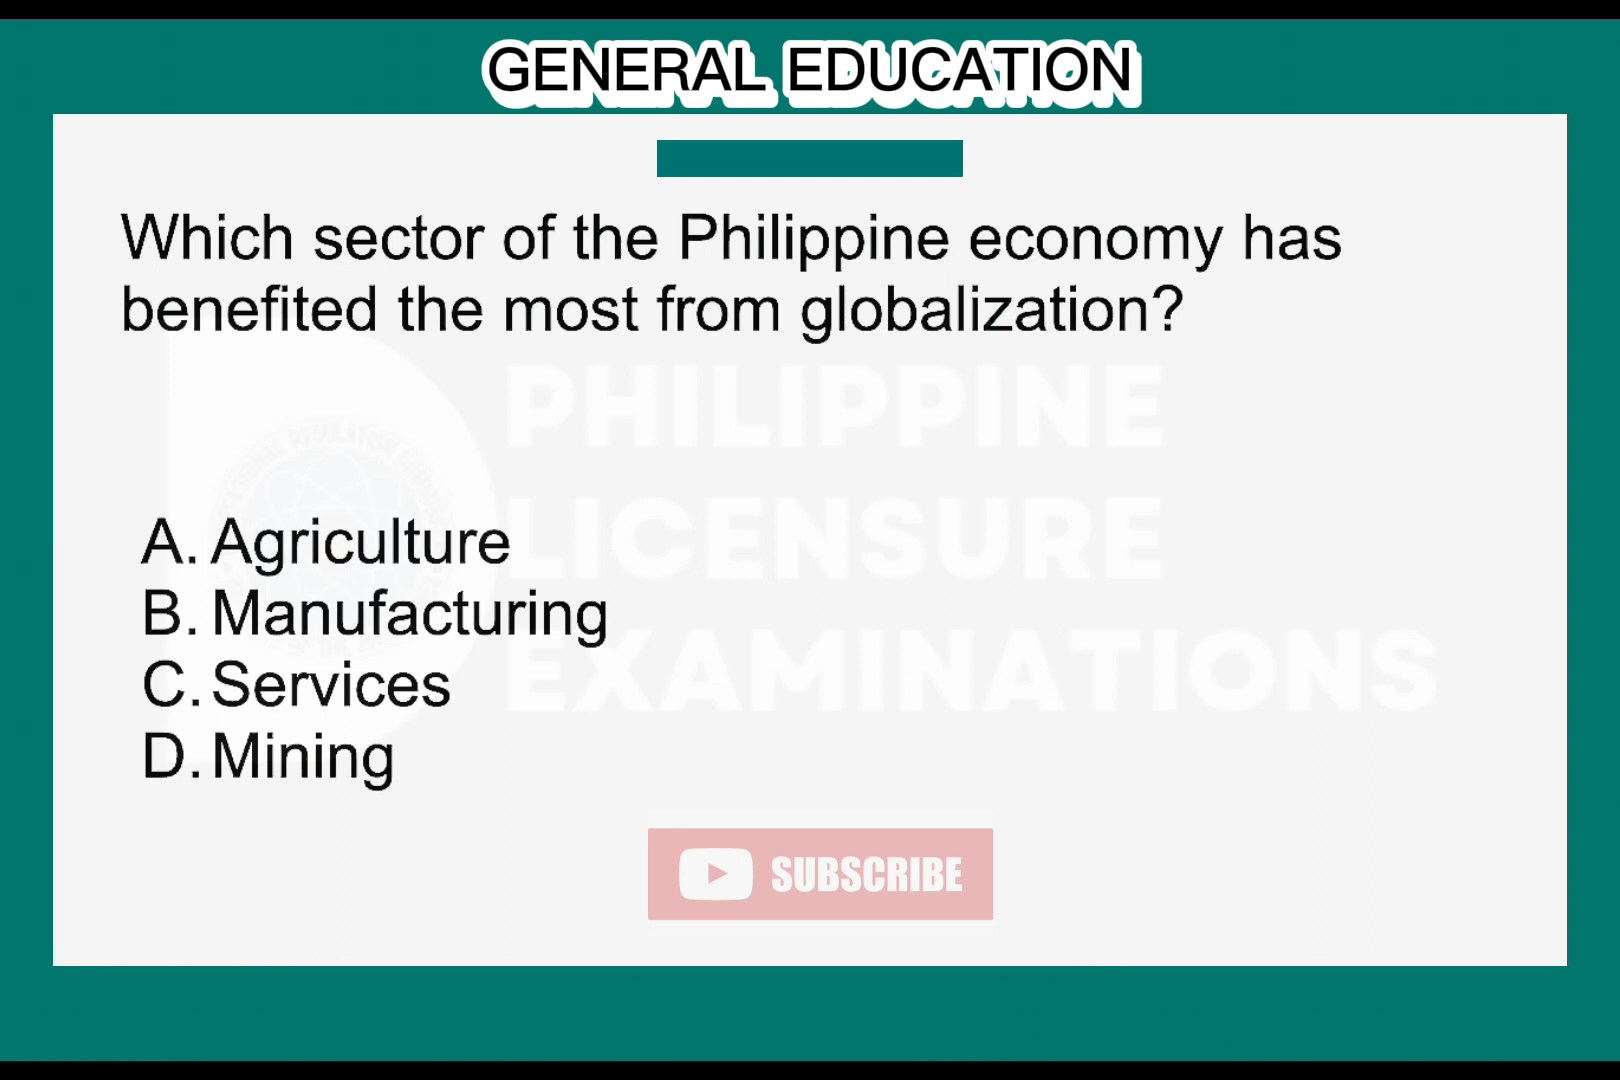 GENERAL EDUCATION
Which sector of the Philippine economy has
benefited the most from globalization?
PHILIPPINE
LICENSURE
EXAMINATIONS
A. Agriculture
B. Manufacturing
C. Services
D. Mining
SUBSCRIBE